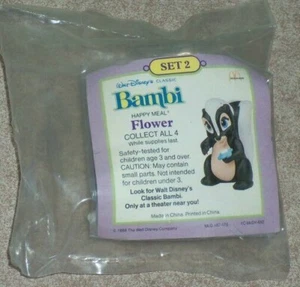 SET 2
WALT DISNEY'S CLASSIC
Bambi
HAPPY MEAL
Flower
COLLECT ALL 4
While supplies last
Safety-tested for
children age 3 and over.
CAUTION: May contain
small parts. Not intended
for children under 3.
Look for Walt Disney's
Classic Bambi.
Only at a theater near you!
Made in China. Printed in China.
The Walt Disney Company